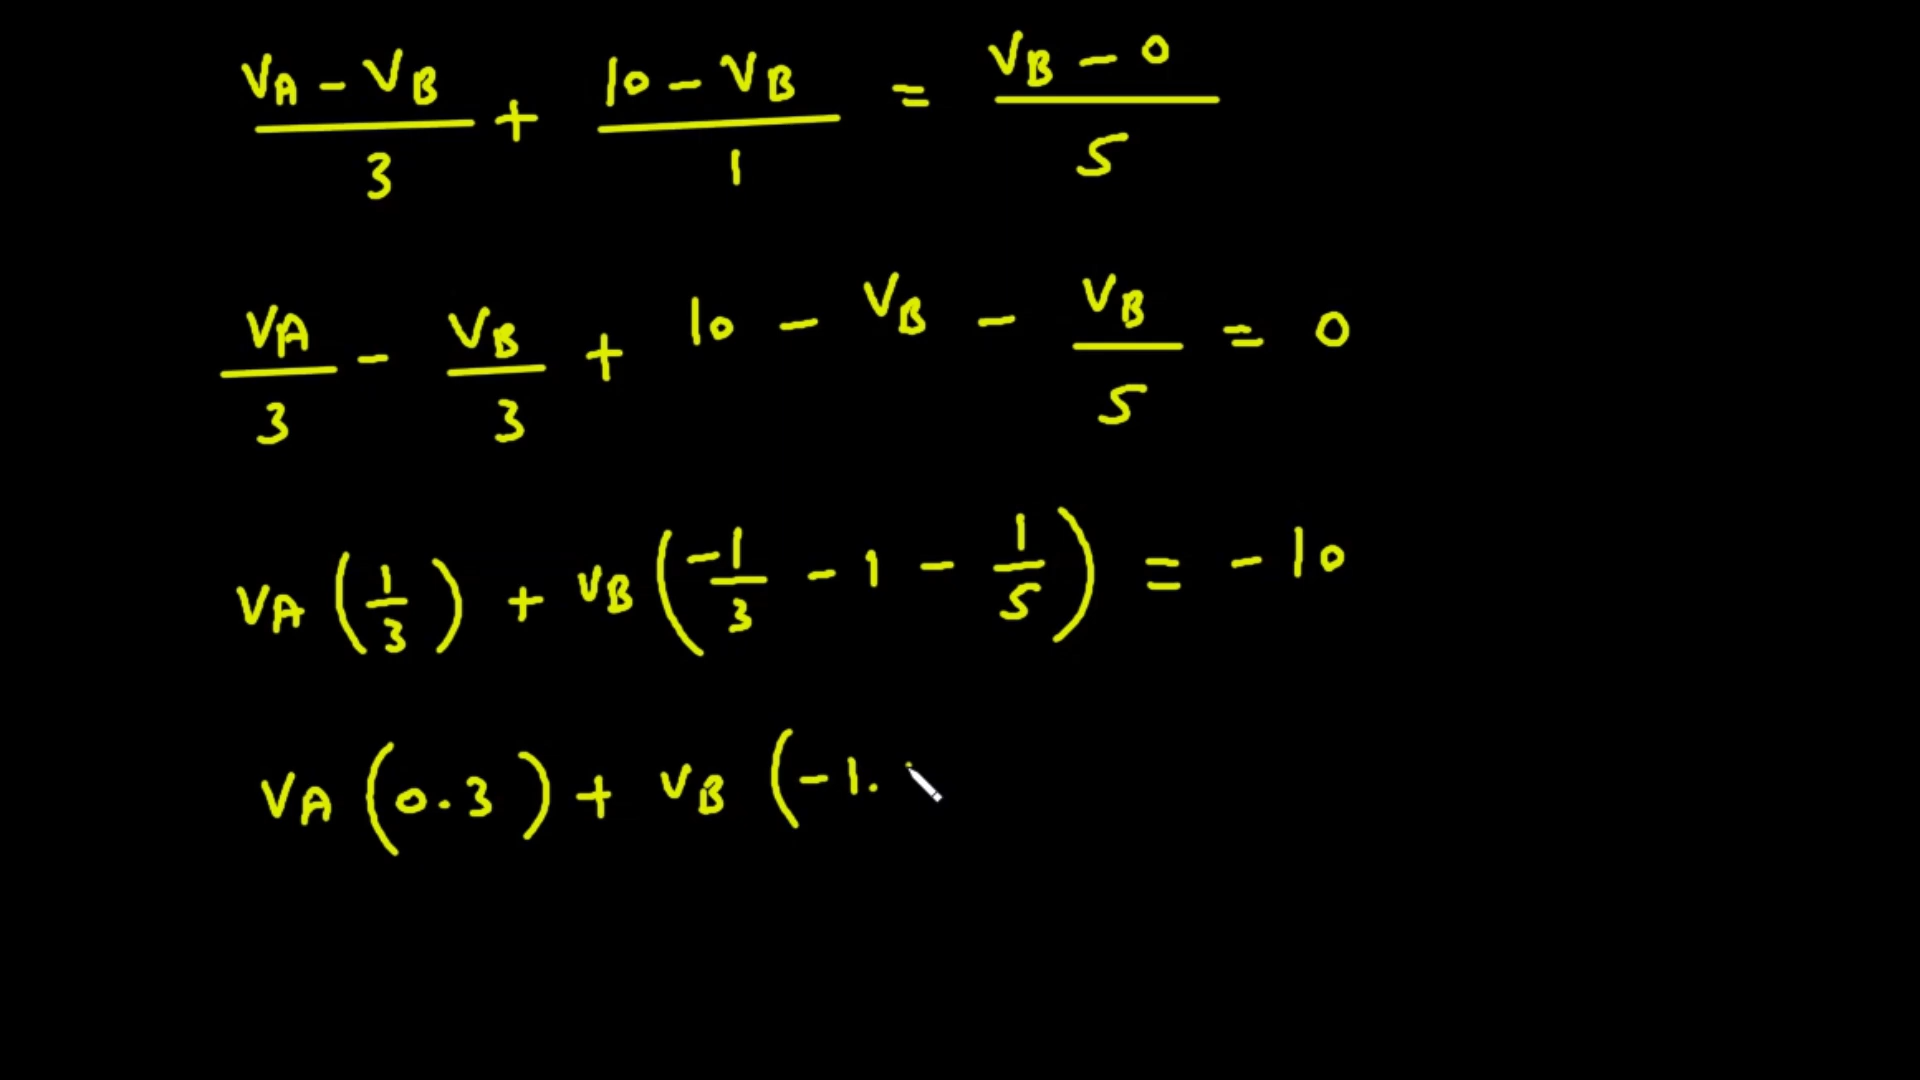 (VA - VB)/3 + (10 - VB)/1 = (VB - 0)/5
VA/3 - VB/3 + 10 - VB - VB/5 = 0
VA (1/3) + VB (-1/3 - 1 - 1/5) = -10
VA (0.3) + VB (-1.